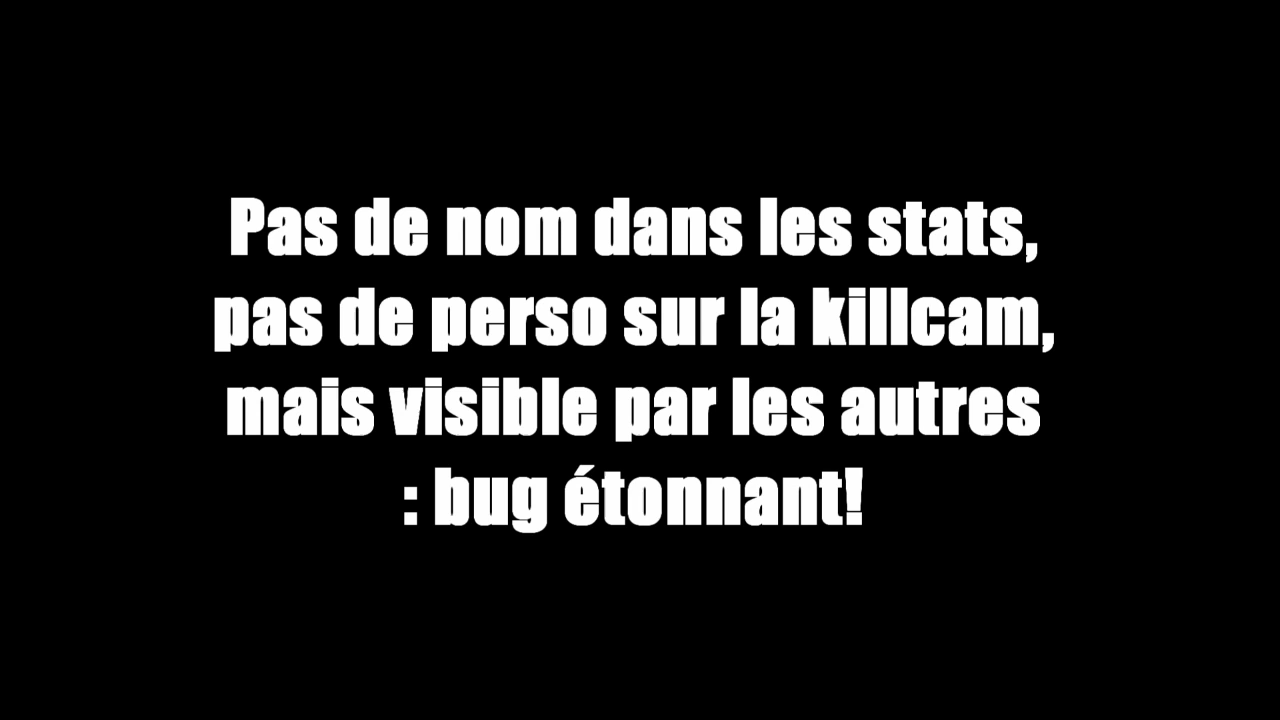 Pas de nom dans les stats,
pas de perso sur la killcam,
mais visible par les autres
: bug étonnant!